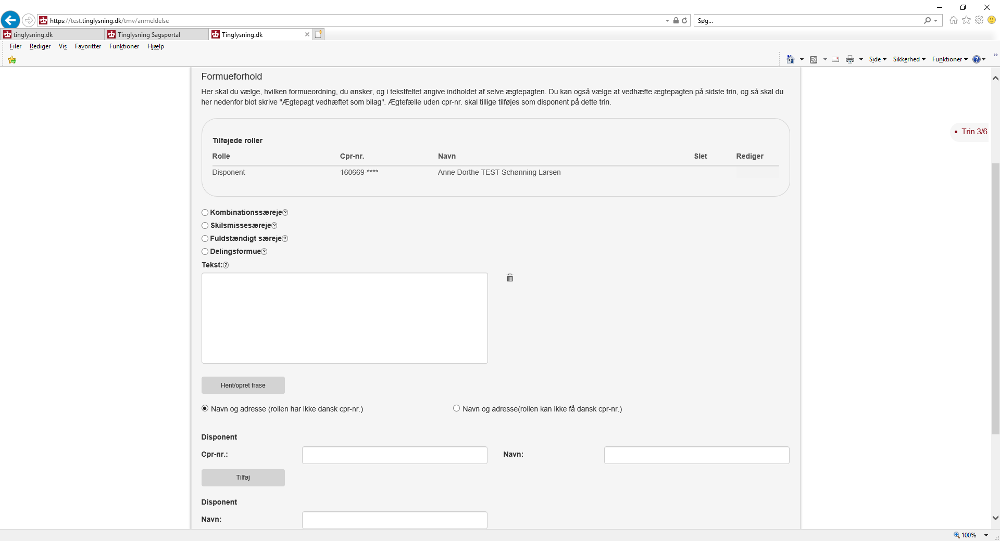 https://test.tinglysning.dk/tmv/anmeldelse
Søg...
tinglysning.dk
Tinglysning Sagsportal
Tinglysning.dk
Filer Rediger Vis Favoritter Funktioner Hjælp
Side Sikkerhed Funktioner
Formueforhold
Her skal du vælge, hvilken formueordning, du ønsker, og i tekstfeltet angive indholdet af selve ægtepagten. Du kan også vælge at vedhæfte ægtepagten på sidste trin, og så skal du
her nedenfor blot skrive "Ægtepagt vedhæftet som bilag". Ægtefælle uden cpr-nr. skal tillige tilføjes som disponent på dette trin.
Trin 3/6
Tilføjede roller
Rolle Cpr-nr. Navn Slet Rediger
Disponent 160669-**** Anne Dorthe TEST Schønning Larsen
Kombinationssæreje?
Skilsmissesæreje?
Fuldstændigt særeje?
Delingsformue?
Tekst:?
Hent/opret frase
Navn og adresse (rollen har ikke dansk cpr-nr.) Navn og adresse(rollen kan ikke få dansk cpr-nr.)
Disponent
Cpr-nr.: Navn:
Tilføj
Disponent
Navn:
100%